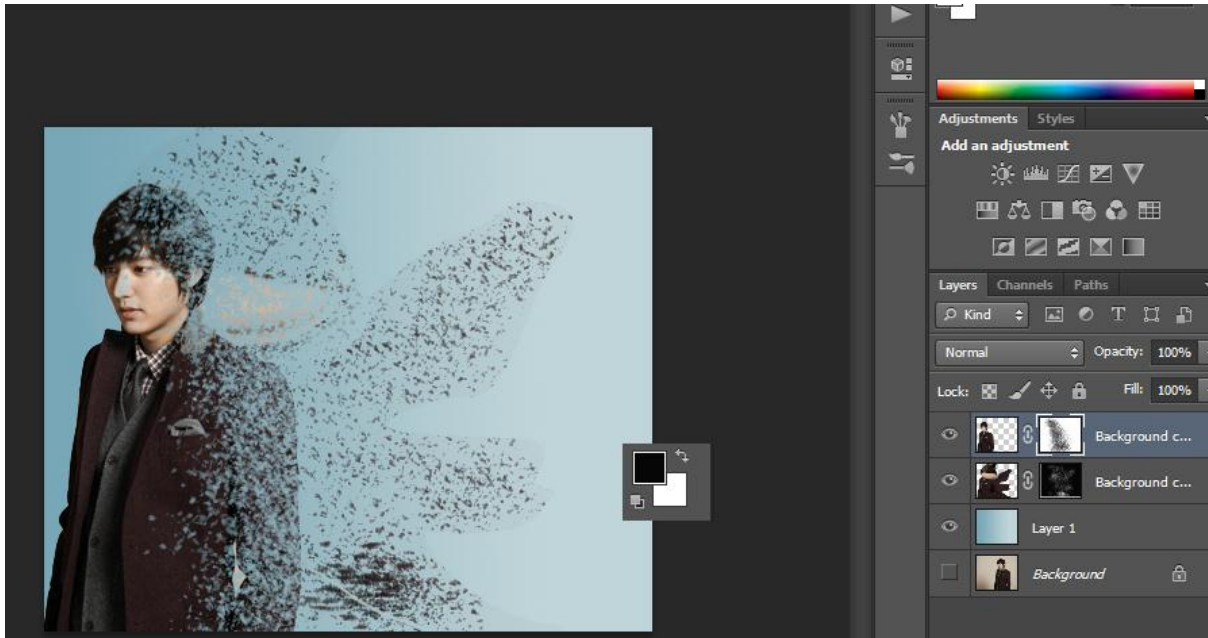 Adjustments Styles
Add an adjustment
Layers Channels Paths
Kind T
Normal Opacity: 100%
Lock: Fill: 100%
Background c...
Background c...
Layer 1
Background